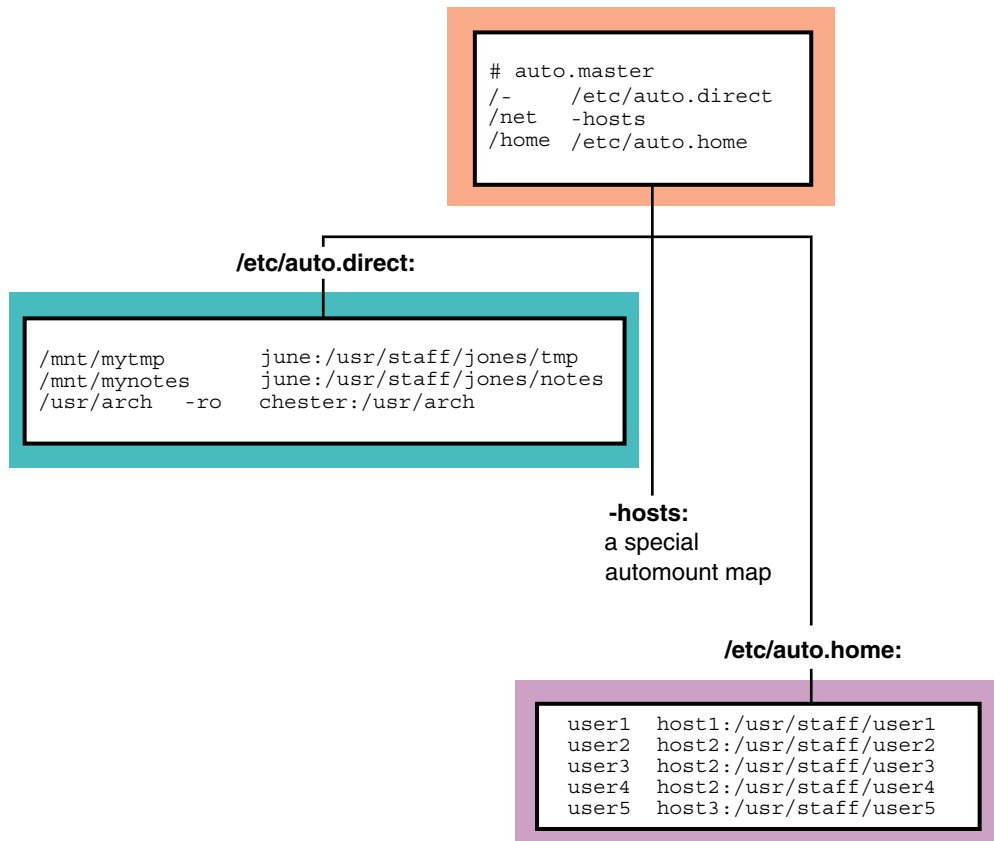 # auto.master
/- /etc/auto.direct
/net -hosts
/home /etc/auto.home
/etc/auto.direct:
/mnt/mytmp june:/usr/staff/jones/tmp
/mnt/mynotes june:/usr/staff/jones/notes
/usr/arch -ro chester:/usr/arch
-hosts:
a special
automount map
/etc/auto.home:
user1 host1:/usr/staff/user1
user2 host2:/usr/staff/user2
user3 host2:/usr/staff/user3
user4 host2:/usr/staff/user4
user5 host3:/usr/staff/user5